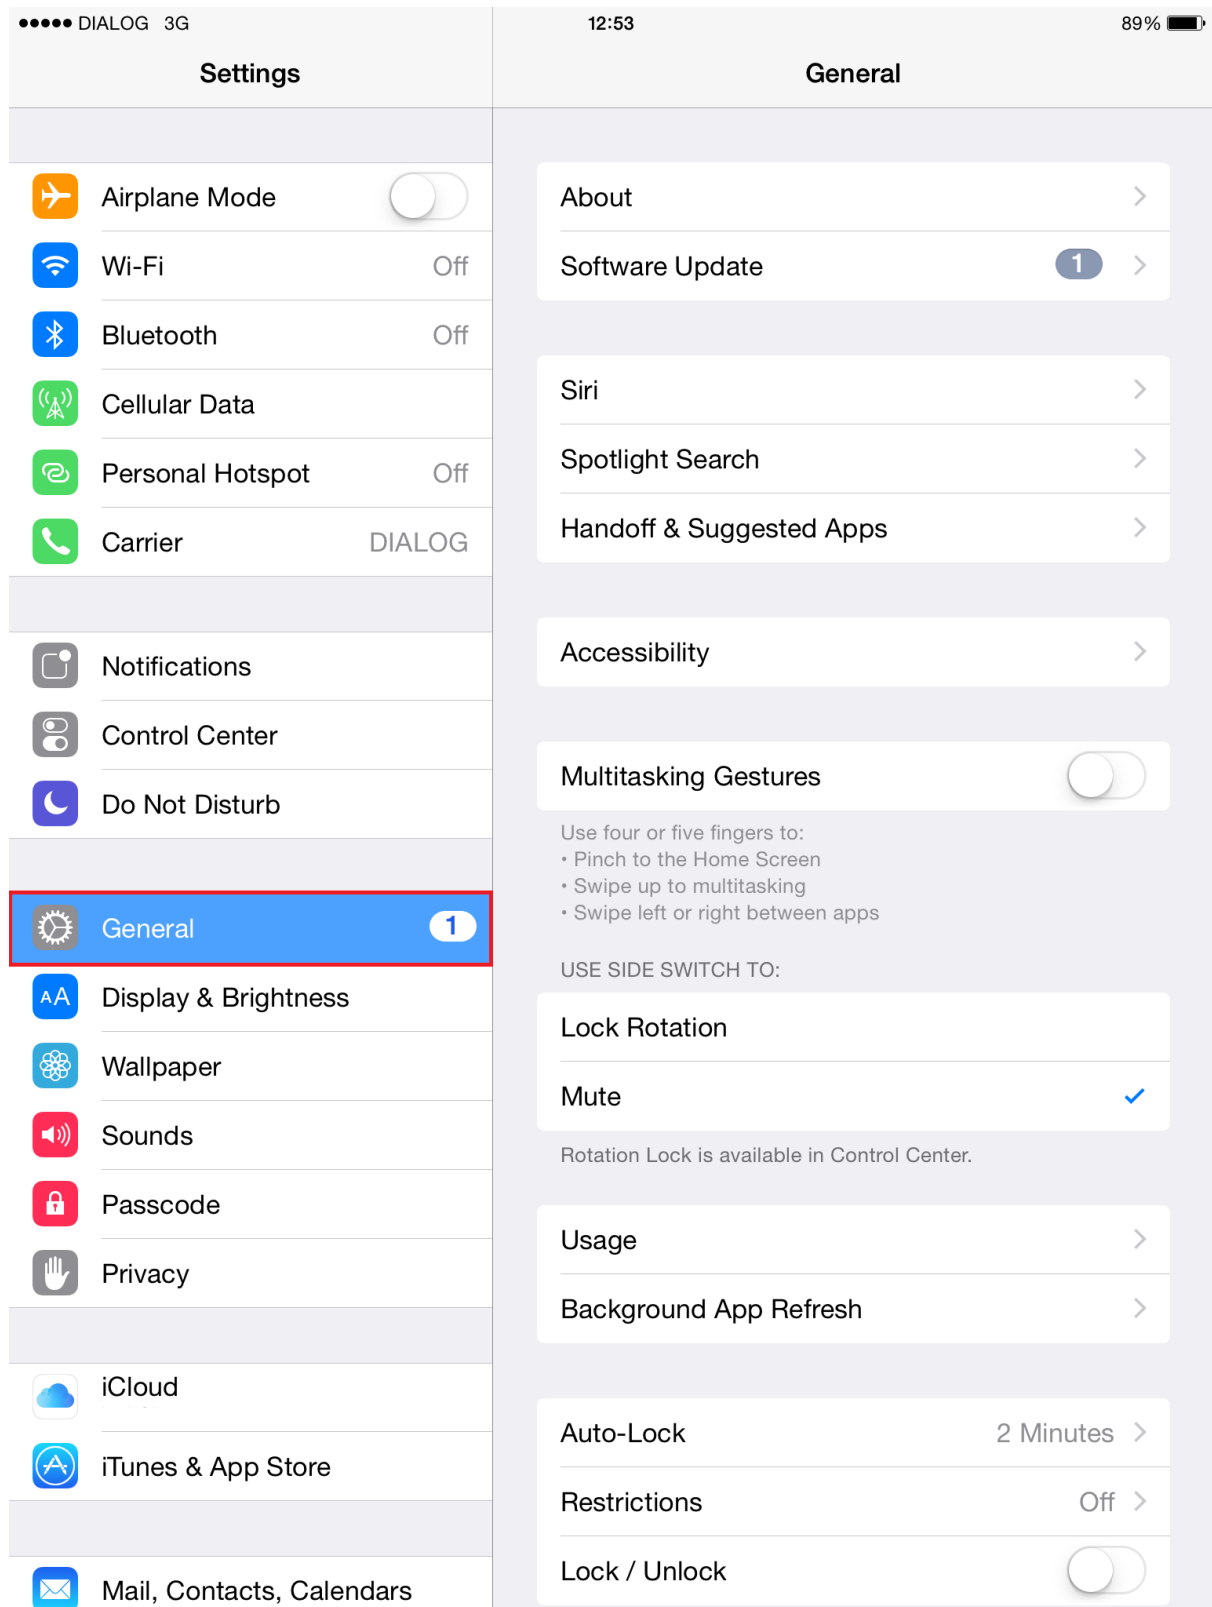 DIALOG 3G
12:53
89%
Settings
General
Airplane Mode
Wi-Fi Off
Bluetooth Off
Cellular Data
Personal Hotspot Off
Carrier DIALOG
Notifications
Control Center
Do Not Disturb
General 1
AA Display & Brightness
Wallpaper
Sounds
Passcode
Privacy
iCloud
iTunes & App Store
Mail, Contacts, Calendars
About
Software Update 1
Siri
Spotlight Search
Handoff & Suggested Apps
Accessibility
Multitasking Gestures
Use four or five fingers to:
• Pinch to the Home Screen
• Swipe up to multitasking
• Swipe left or right between apps
USE SIDE SWITCH TO:
Lock Rotation
Mute
Rotation Lock is available in Control Center.
Usage
Background App Refresh
Auto-Lock 2 Minutes
Restrictions Off
Lock / Unlock